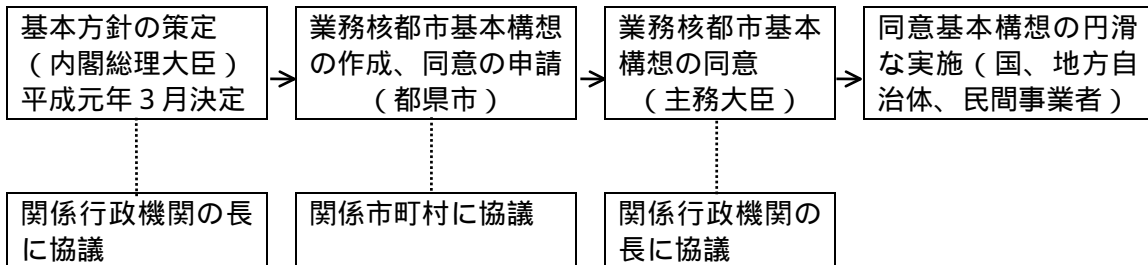 基本方針の策定
（内閣総理大臣）
平成元年３月決定
業務核都市基本構想
の作成、同意の申請
（都県市）
業務核都市基本
構想の同意
（主務大臣）
同意基本構想の円滑
な実施（国、地方自
治体、民間事業者）
関係行政機関の長
に協議
関係市町村に協議
関係行政機関の
長に協議